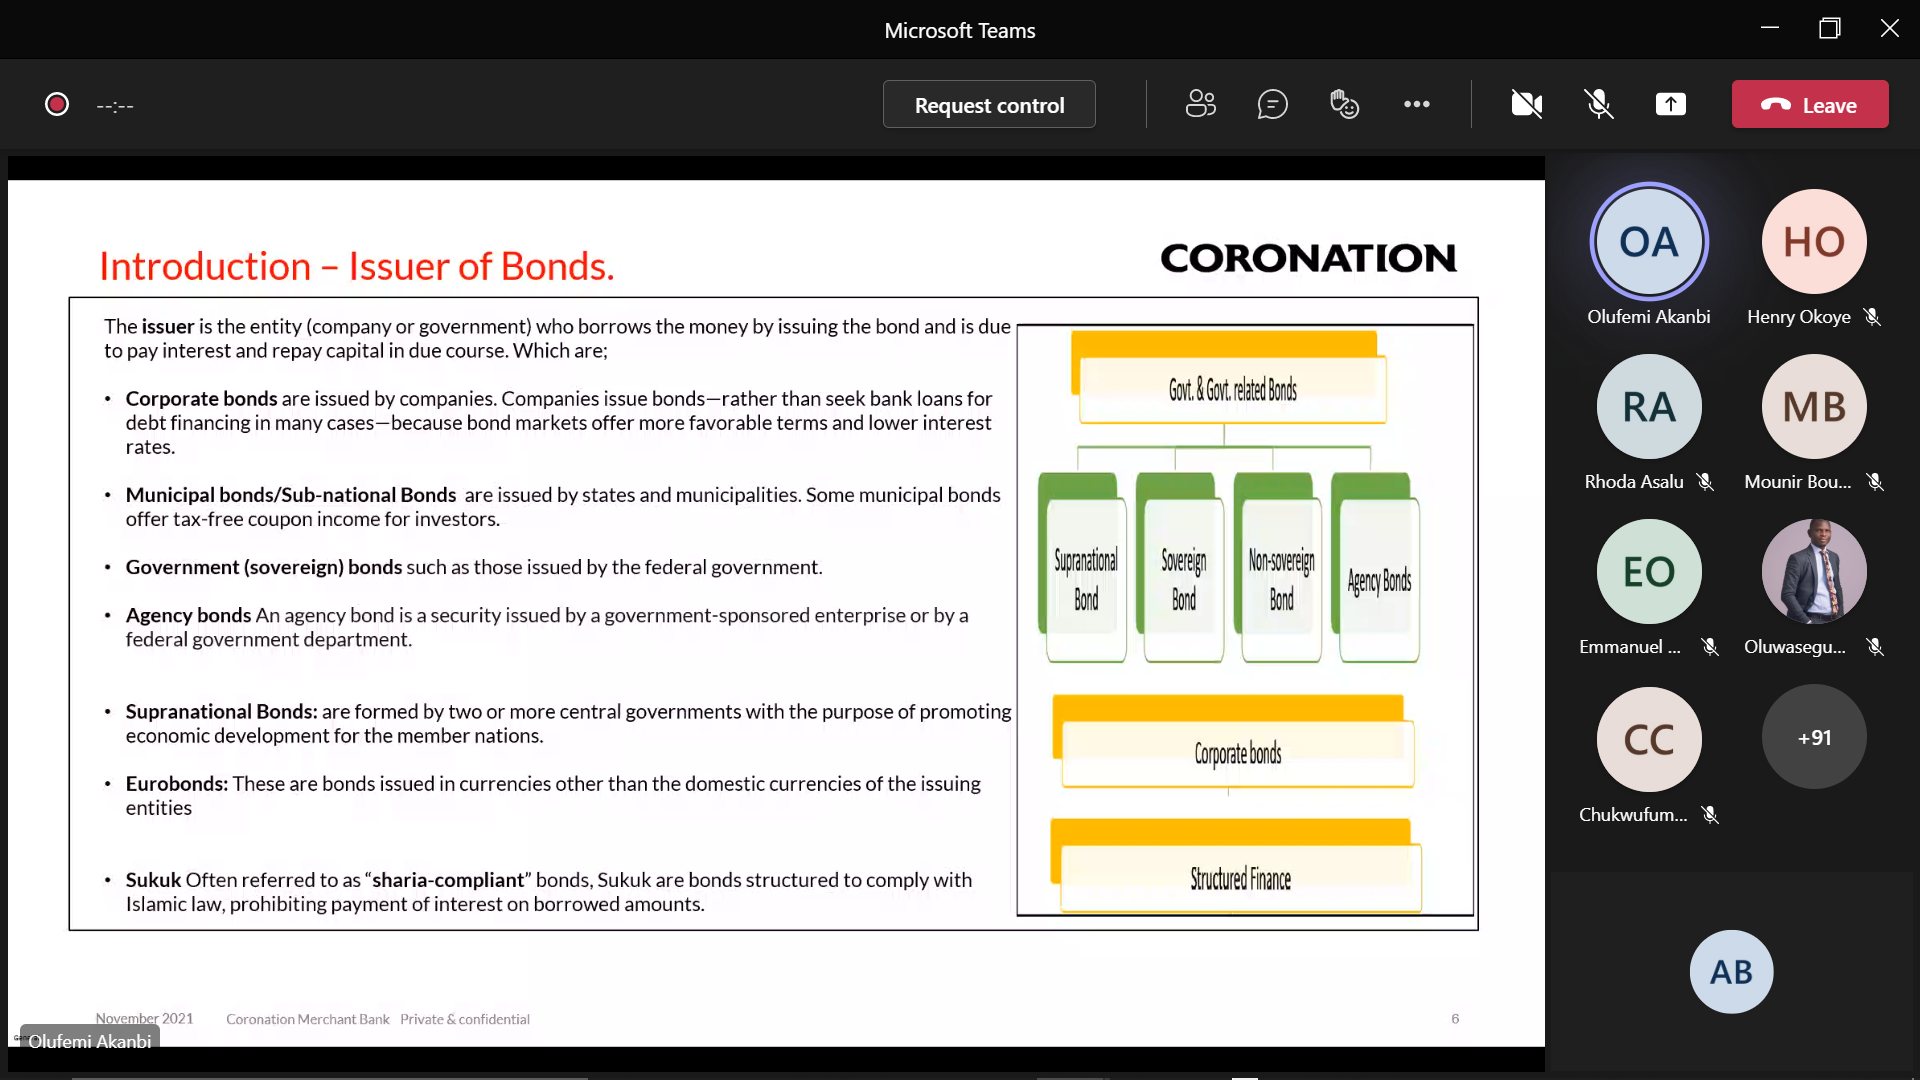 Microsoft Teams
--:--
Request control
Leave
Introduction – Issuer of Bonds.
CORONATION
The issuer is the entity (company or government) who borrows the money by issuing the bond and is due
to pay interest and repay capital in due course. Which are;
• Corporate bonds are issued by companies. Companies issue bonds—rather than seek bank loans for
debt financing in many cases—because bond markets offer more favorable terms and lower interest
rates.
• Municipal bonds/Sub-national Bonds are issued by states and municipalities. Some municipal bonds
offer tax-free coupon income for investors.
• Government (sovereign) bonds such as those issued by the federal government.
• Agency bonds An agency bond is a security issued by a government-sponsored enterprise or by a
federal government department.
• Supranational Bonds: are formed by two or more central governments with the purpose of promoting
economic development for the member nations.
• Eurobonds: These are bonds issued in currencies other than the domestic currencies of the issuing
entities
• Sukuk Often referred to as “sharia-compliant” bonds, Sukuk are bonds structured to comply with
Islamic law, prohibiting payment of interest on borrowed amounts.
Govt. & Govt. related Bonds
Supranational
Bond
Sovereign
Bond
Non-sovereign
Bond
Agency Bonds
Corporate bonds
Structured Finance
November 2021
Coronation Merchant Bank Private & confidential
6
Olufemi Akanbi
OA
Olufemi Akanbi
HO
Henry Okoye
RA
Rhoda Asalu
MB
Mounir Bou...
EO
Emmanuel ...
Oluwasegu...
CC
Chukwufum...
+91
AB